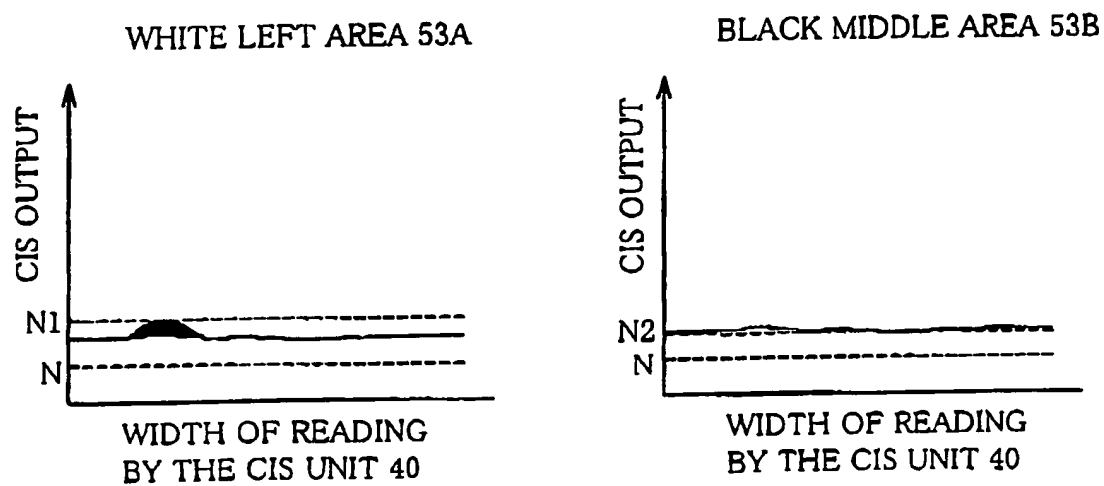 WHITE LEFT AREA 53A
CIS OUTPUT
N1
N
WIDTH OF READING
BY THE CIS UNIT 40
BLACK MIDDLE AREA 53B
CIS OUTPUT
N2
N
WIDTH OF READING
BY THE CIS UNIT 40